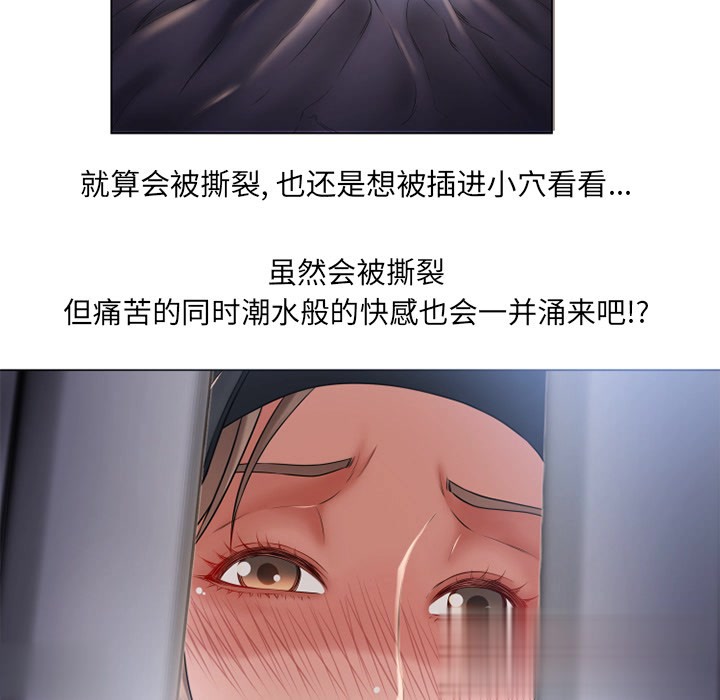 就算会被撕裂, 也还是想被插进小穴看看...
虽然会被撕裂
但痛苦的同时潮水般的快感也会一并涌来吧!?